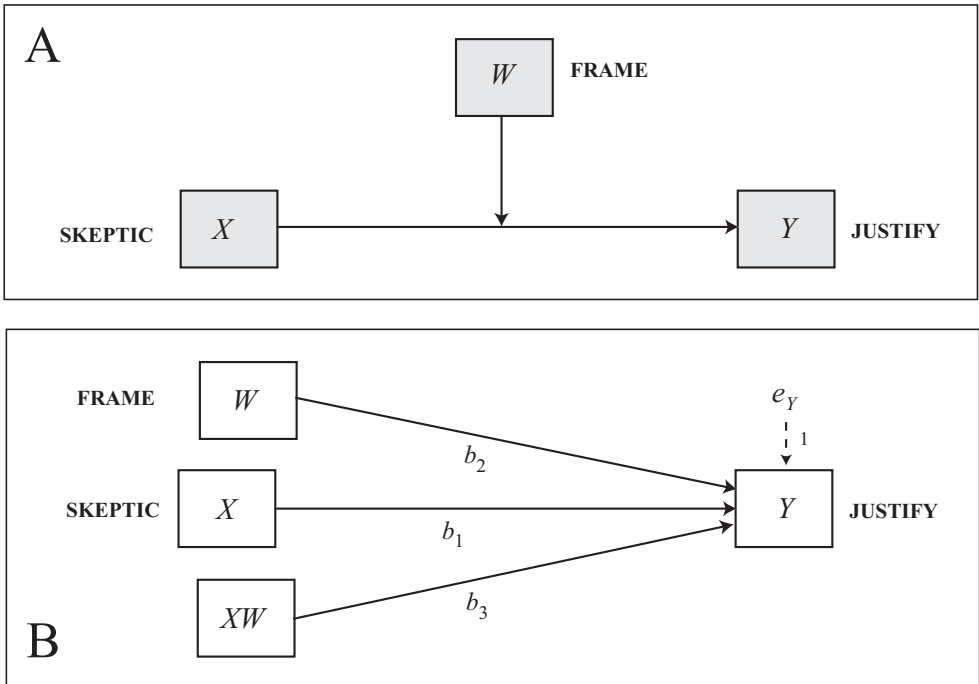 A
W
FRAME
SKEPTIC
X
Y
JUSTIFY
FRAME
W
e_Y
1
b_2
SKEPTIC
X
Y
JUSTIFY
b_1
XW
b_3
B